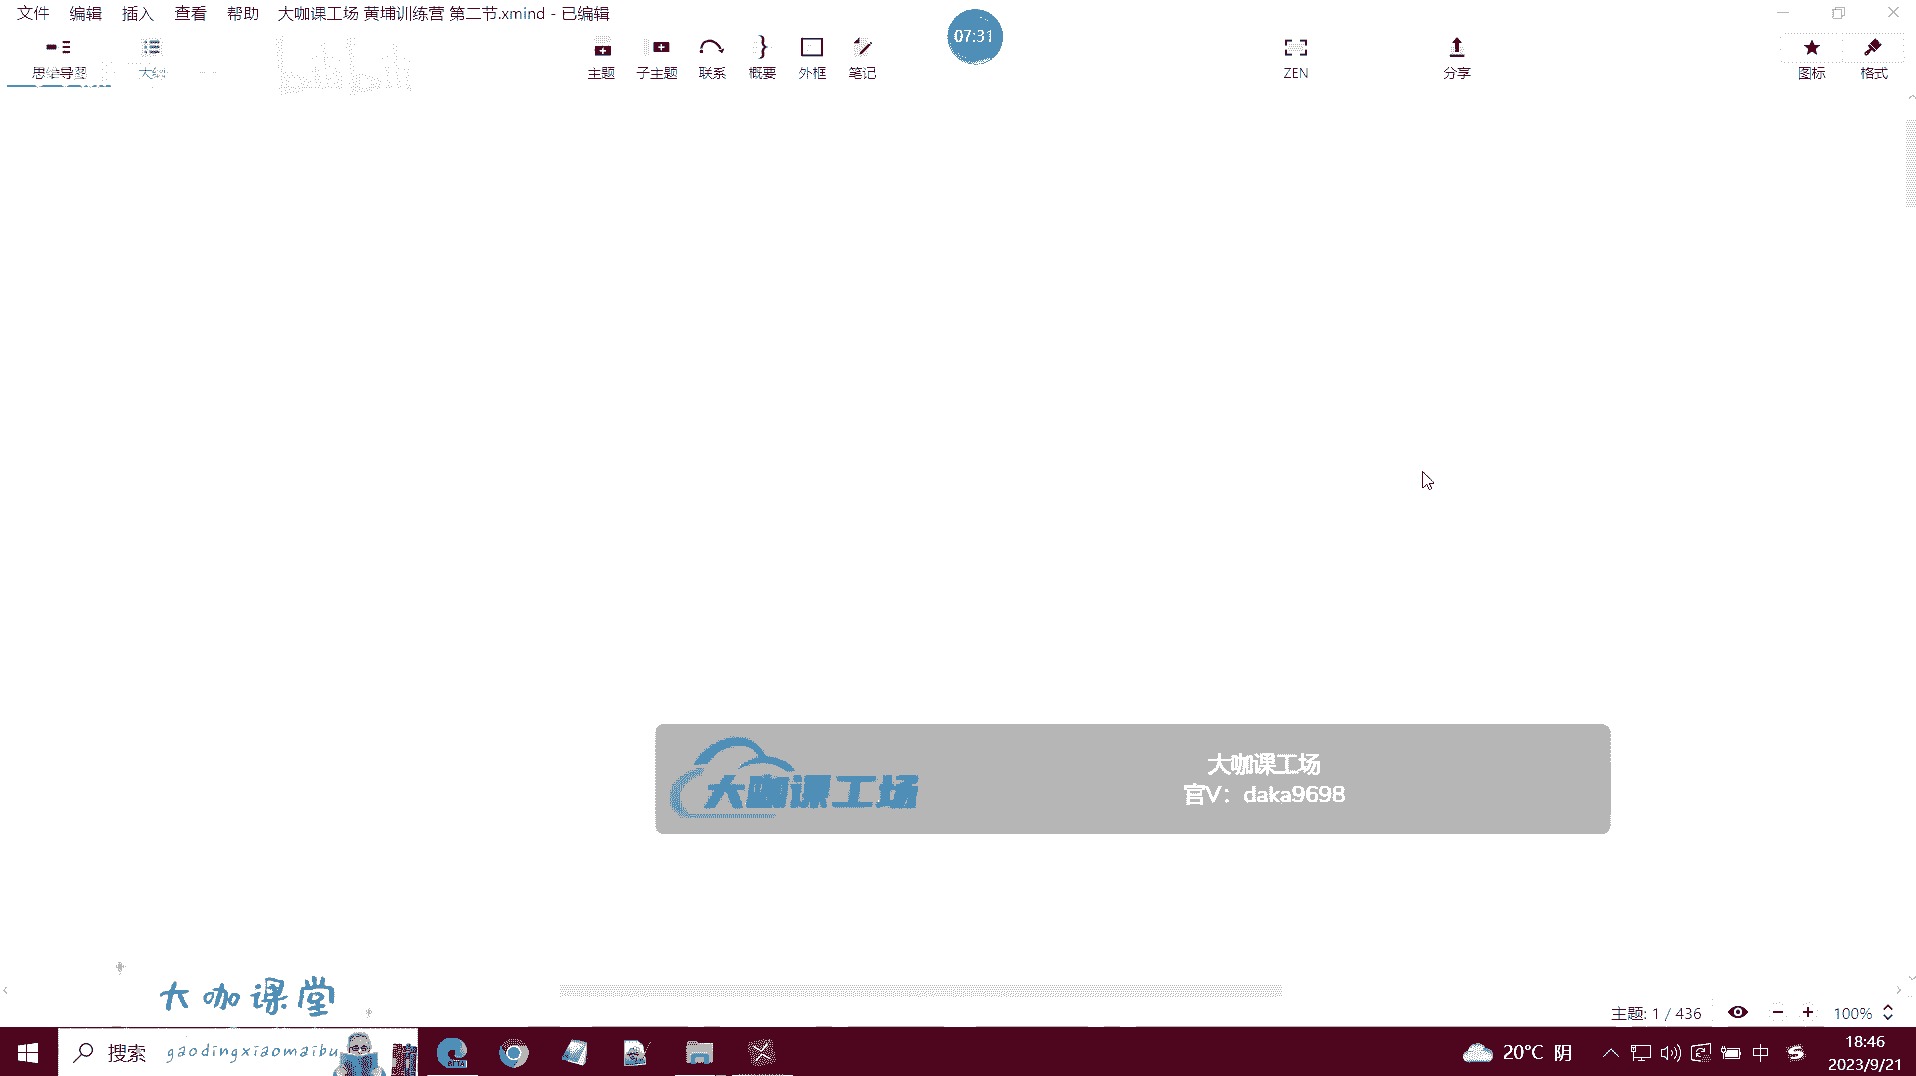 文件 编辑 插入 查看 帮助 大咖课工场 黄埔训练营 第二节.xmind - 已编辑
07:31
思维导图 大纲 bilibili 主题 子主题 联系 概要 外框 笔记 ZEN 分享 图标 格式
大咖课工场
大咖课工场
官V：daka9698
大咖课堂
主题: 1 / 436 100%
搜索 gaodingxiaomaibu
BETA
20°C 阴 中
18:46
2023/9/21